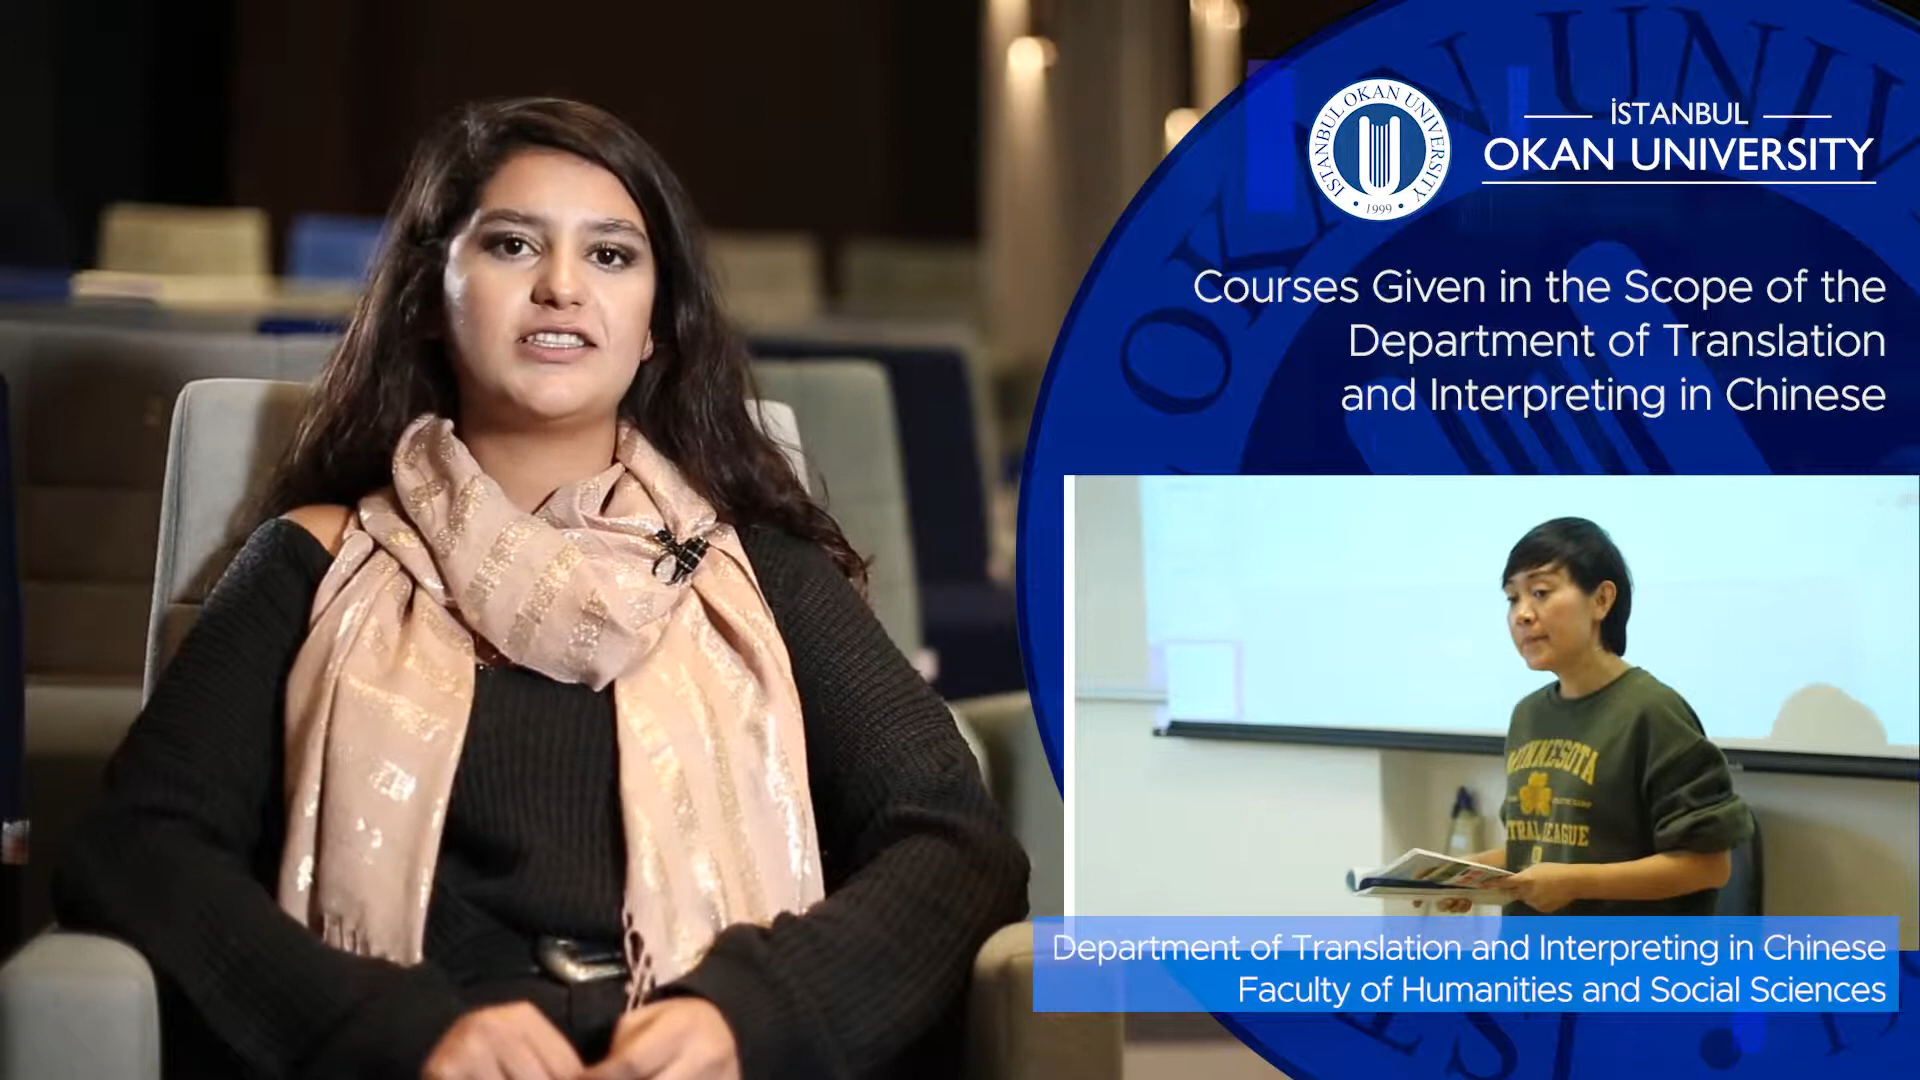 İSTANBUL OKAN UNIVERSITY
• 1999 •
İSTANBUL
OKAN UNIVERSITY
Courses Given in the Scope of the
Department of Translation
and Interpreting in Chinese
MINNESOTA
LEAGUE
Department of Translation and Interpreting in Chinese
Faculty of Humanities and Social Sciences